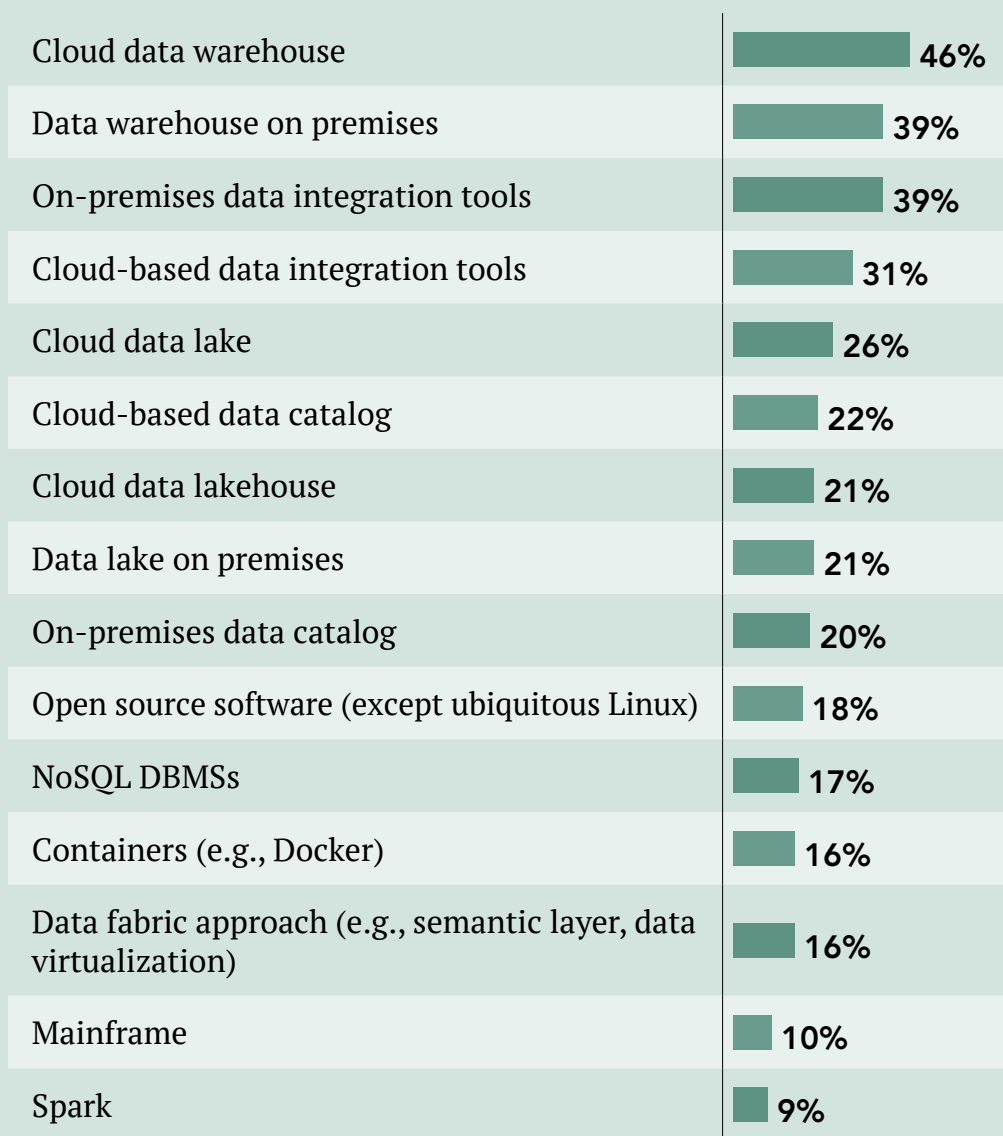 Cloud data warehouse 46%
Data warehouse on premises 39%
On-premises data integration tools 39%
Cloud-based data integration tools 31%
Cloud data lake 26%
Cloud-based data catalog 22%
Cloud data lakehouse 21%
Data lake on premises 21%
On-premises data catalog 20%
Open source software (except ubiquitous Linux) 18%
NoSQL DBMSs 17%
Containers (e.g., Docker) 16%
Data fabric approach (e.g., semantic layer, data
virtualization) 16%
Mainframe 10%
Spark 9%